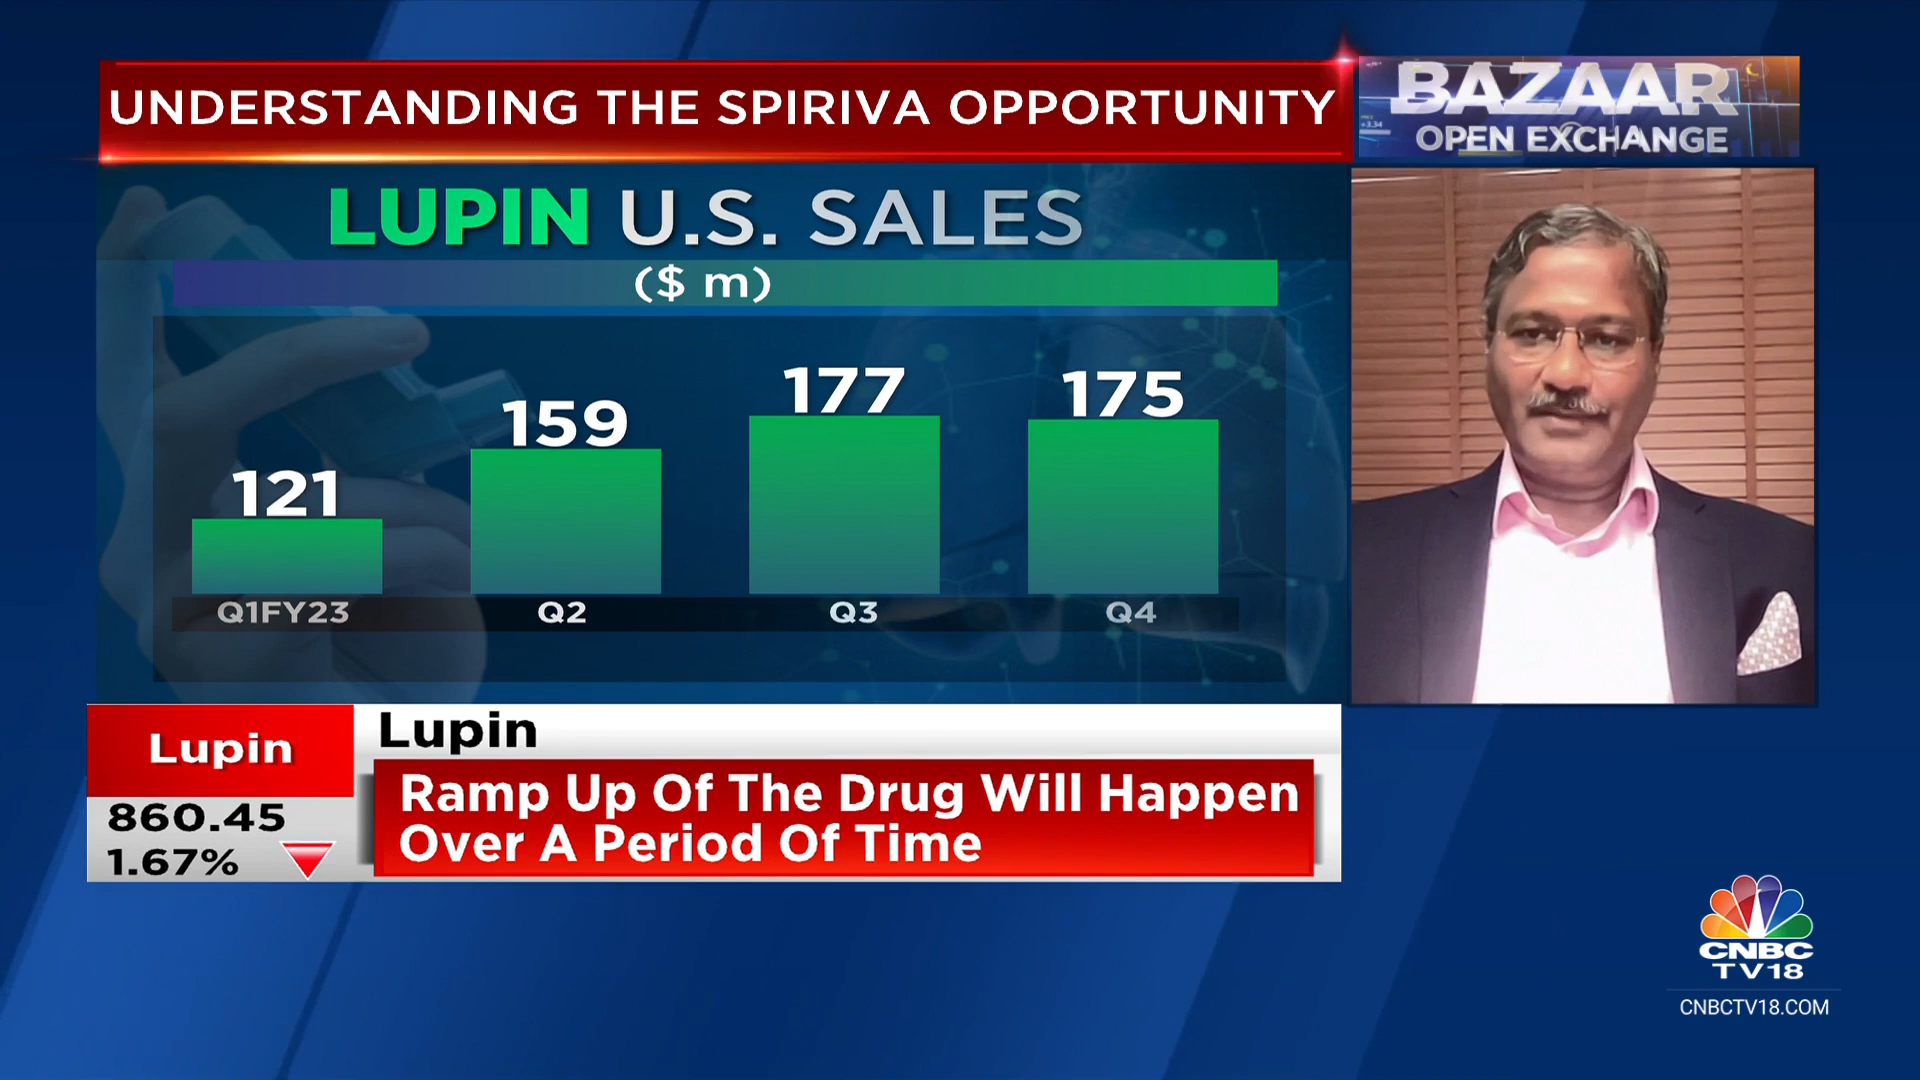 UNDERSTANDING THE SPIRIVA OPPORTUNITY
BAZAAR
OPEN EXCHANGE
+3.34
LUPIN U.S. SALES
($ m)
121
159
177
175
Q1FY23
Q2
Q3
Q4
Lupin
860.45
1.67%
Lupin
Ramp Up Of The Drug Will Happen
Over A Period Of Time
CNBC
TV18
CNBCTV18.COM